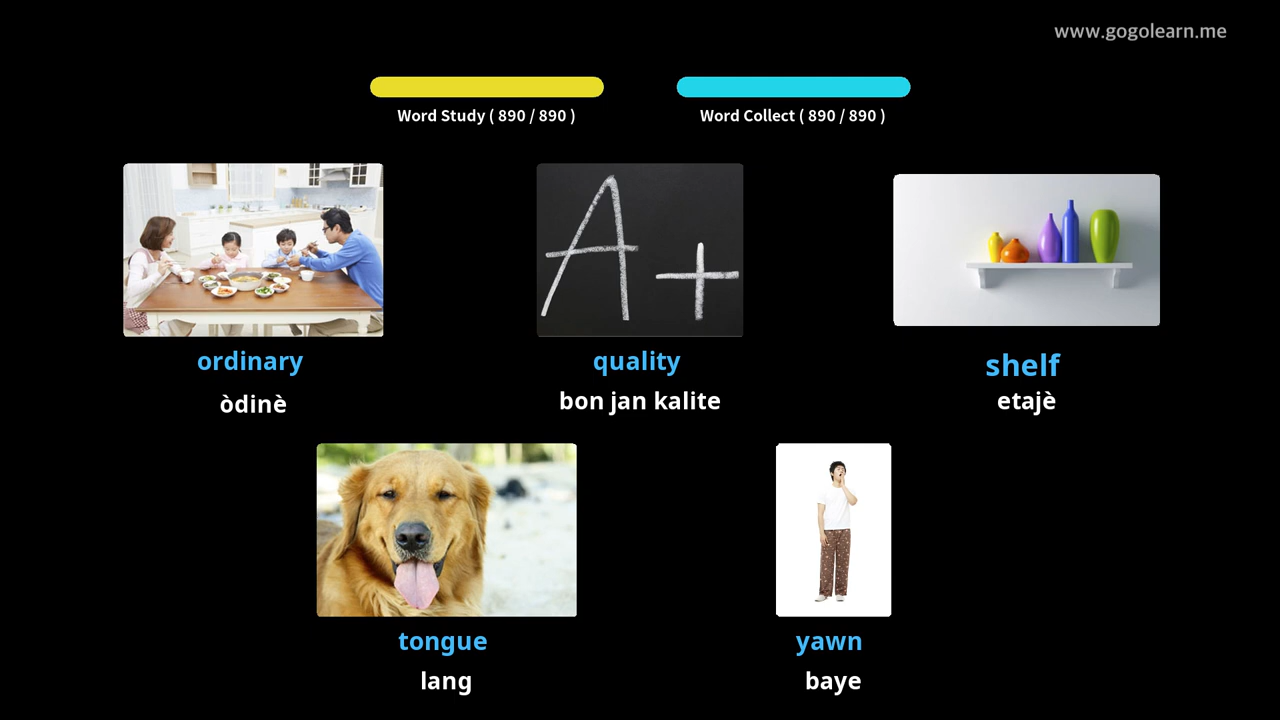 www.gogolearn.me
Word Study ( 890 / 890 )
Word Collect ( 890 / 890 )
A+
ordinary
òdinè
quality
bon jan kalite
shelf
etajè
tongue
lang
yawn
baye